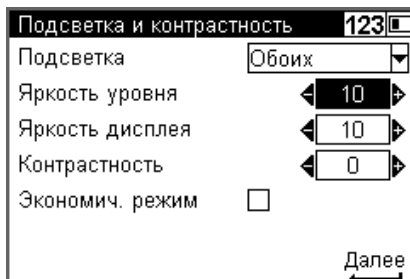 Подсветка и контрастность 123
Подсветка Обоих
Яркость уровня 10
Яркость дисплея 10
Контрастность 0
Экономич. режим
Далее